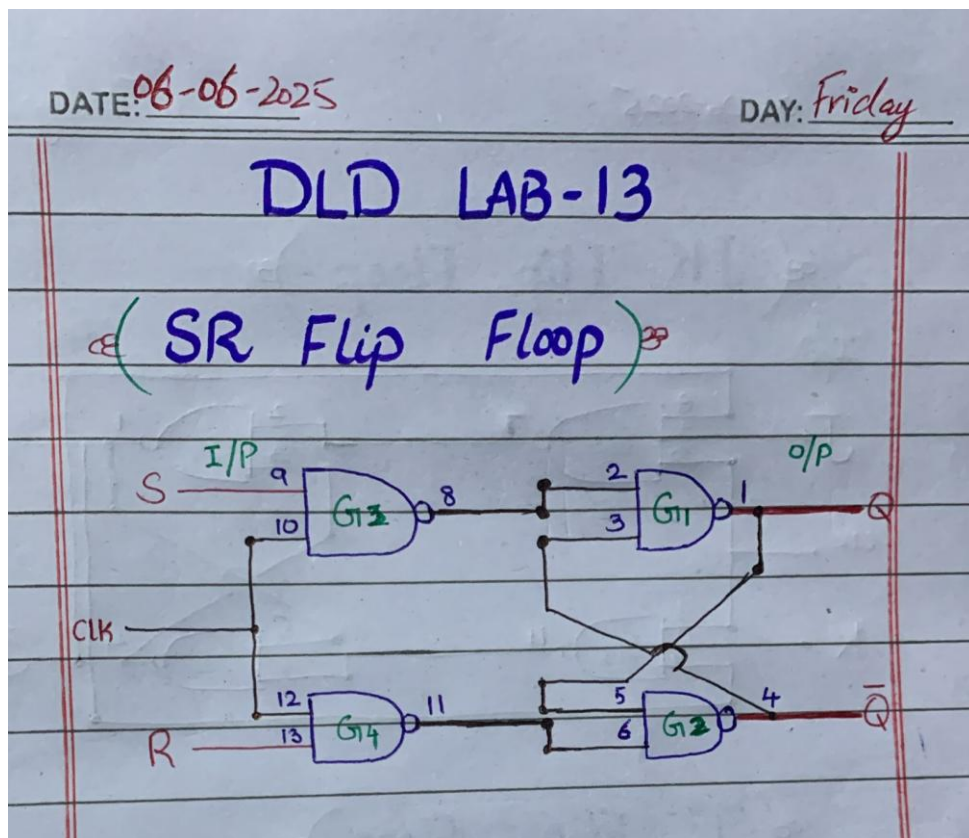 DATE: 06-06-2025 DAY: Friday
DLD LAB-13
(SR Flip Floop)
I/P O/P
S 9 G3 8 2 G1 1 Q
10 3
CLK
12 11 5 4 Q̅
13 G4 6 G2
R